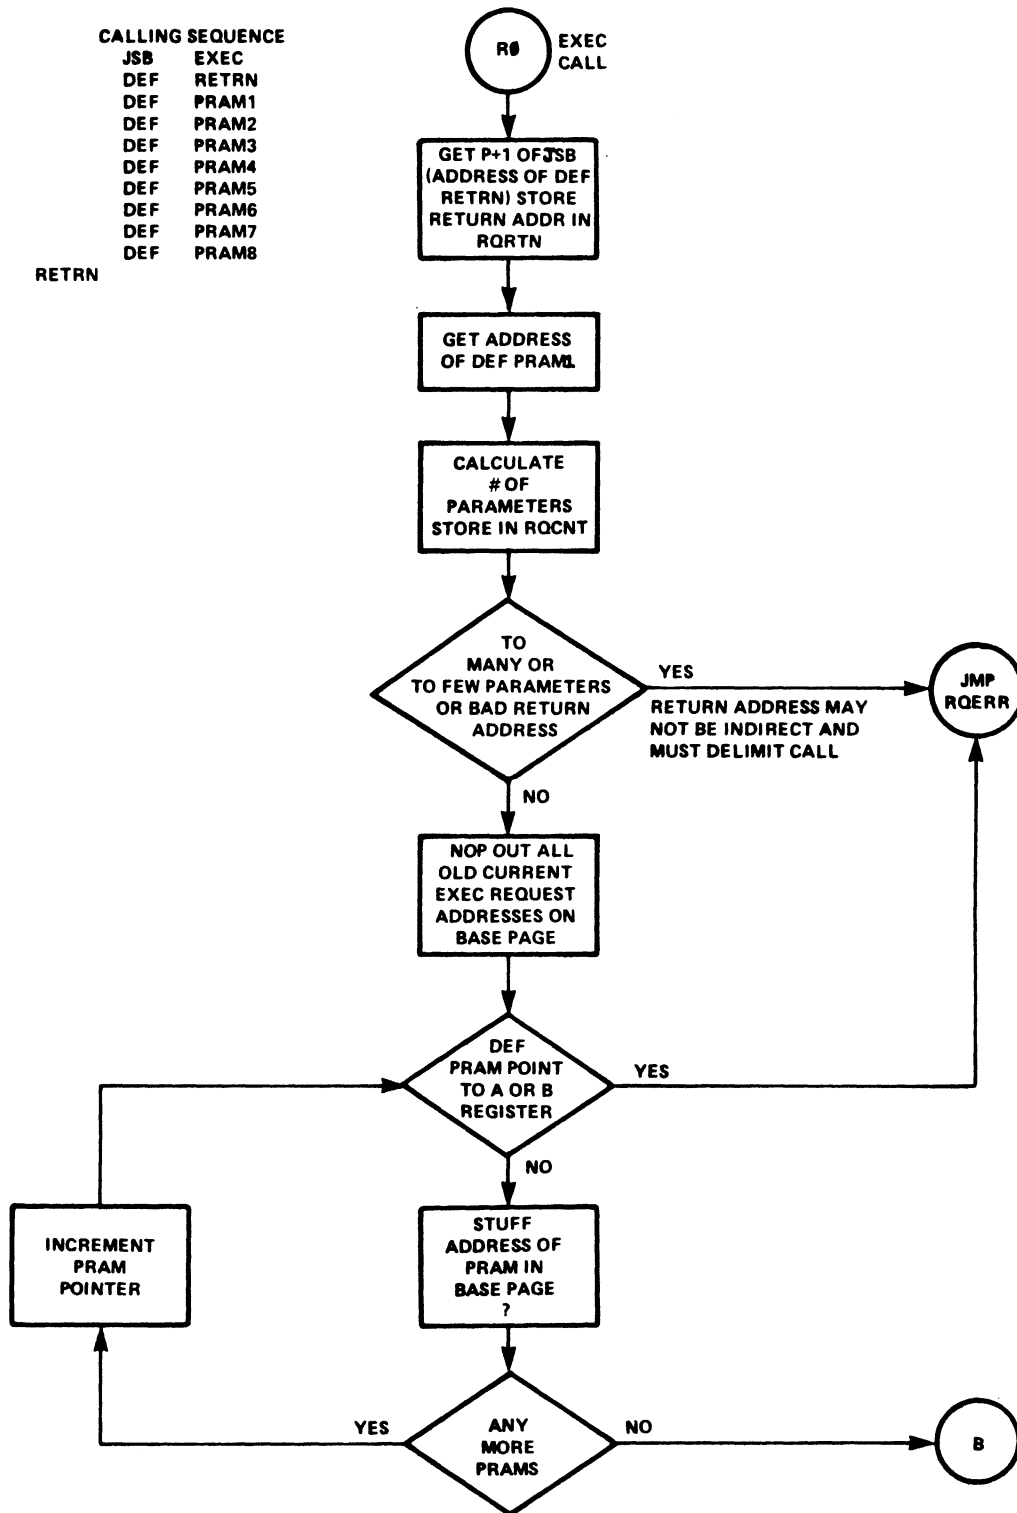 CALLING SEQUENCE
JSB EXEC
DEF RETRN
DEF PRAM1
DEF PRAM2
DEF PRAM3
DEF PRAM4
DEF PRAM5
DEF PRAM6
DEF PRAM7
DEF PRAM8
RETRN
RØ
EXEC
CALL
GET P+1 OF JSB
(ADDRESS OF DEF
RETRN) STORE
RETURN ADDR IN
RQRTN
GET ADDRESS
OF DEF PRAM1
CALCULATE
# OF
PARAMETERS
STORE IN RQCNT
TO
MANY OR
TO FEW PARAMETERS
OR BAD RETURN
ADDRESS
YES
RETURN ADDRESS MAY
NOT BE INDIRECT AND
MUST DELIMIT CALL
JMP
RQERR
NO
NOP OUT ALL
OLD CURRENT
EXEC REQUEST
ADDRESSES ON
BASE PAGE
DEF
PRAM POINT
TO A OR B
REGISTER
YES
NO
STUFF
ADDRESS OF
PRAM IN
BASE PAGE
?
INCREMENT
PRAM
POINTER
ANY
MORE
PRAMS
YES
NO
B